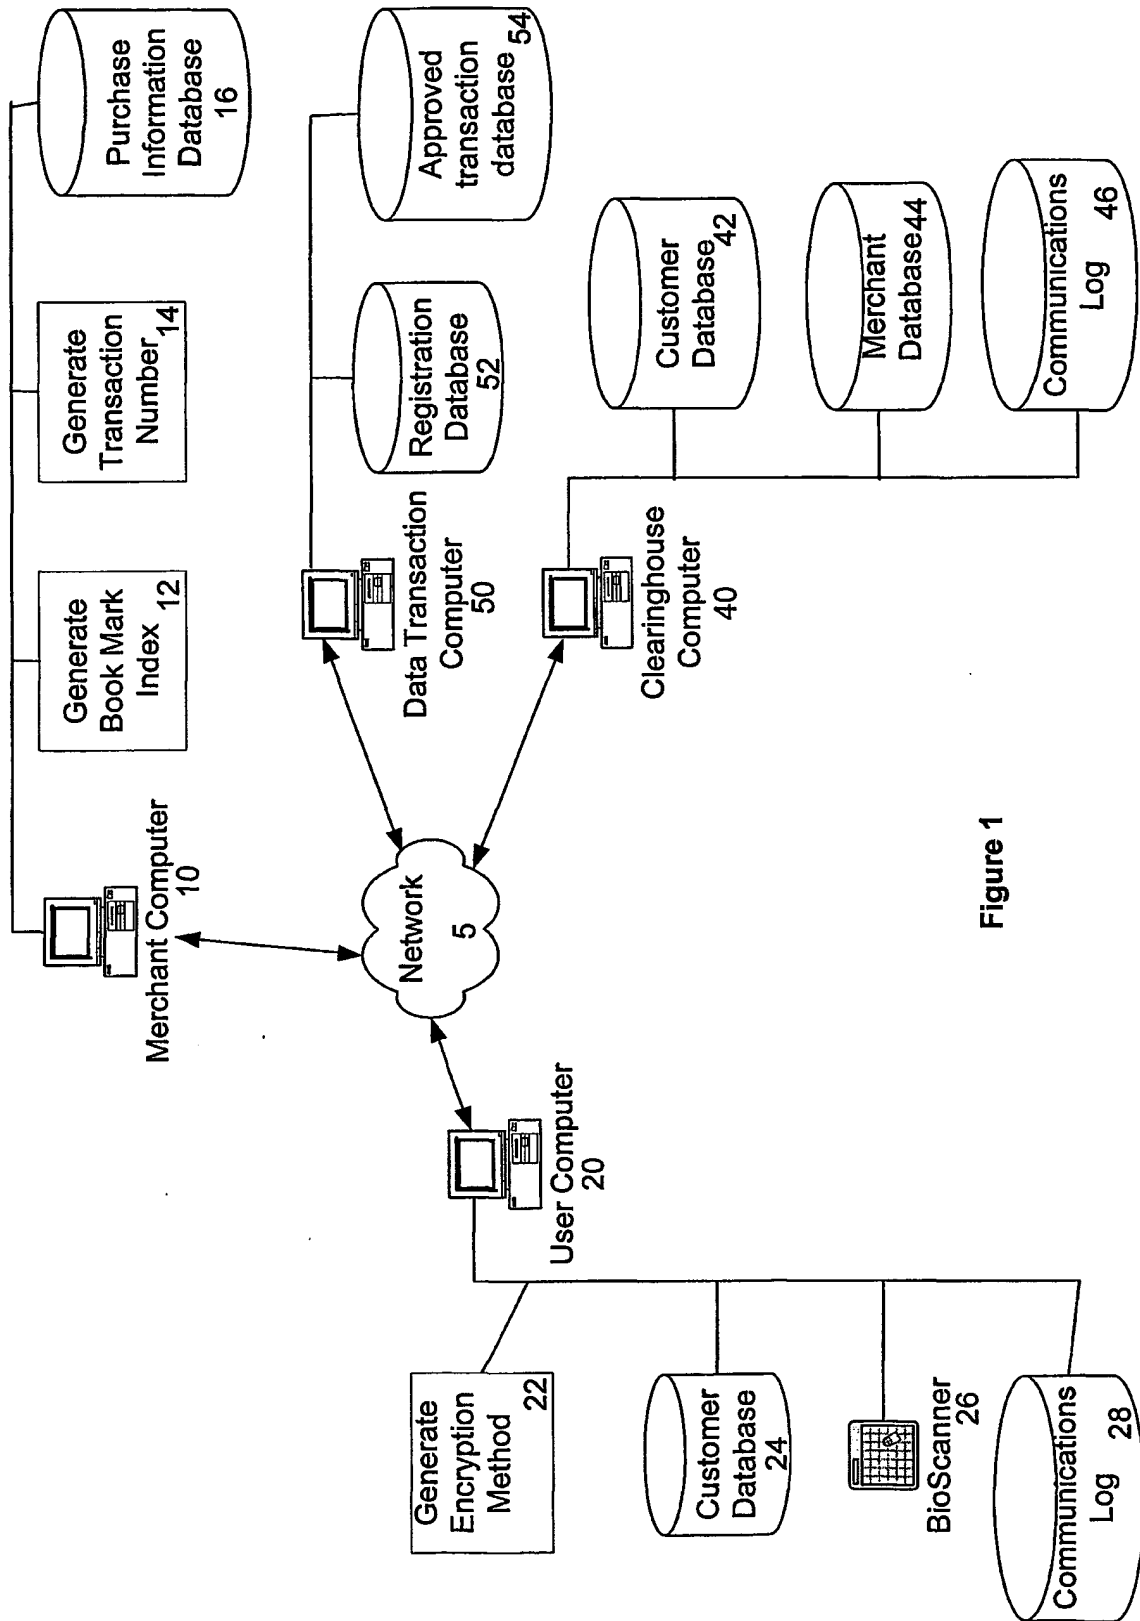 Generate
Encryption
Method
22
Customer
Database
24
BioScanner
26
Communications
Log
28
User Computer
20
Network
5
Merchant Computer
10
Generate
Book Mark
Index
12
Generate
Transaction
Number
14
Purchase
Information
Database
16
Data Transaction
Computer
50
Registration
Database
52
Approved
transaction
database
54
Clearinghouse
Computer
40
Customer
Database
42
Merchant
Database
44
Communications
Log
46
Figure 1